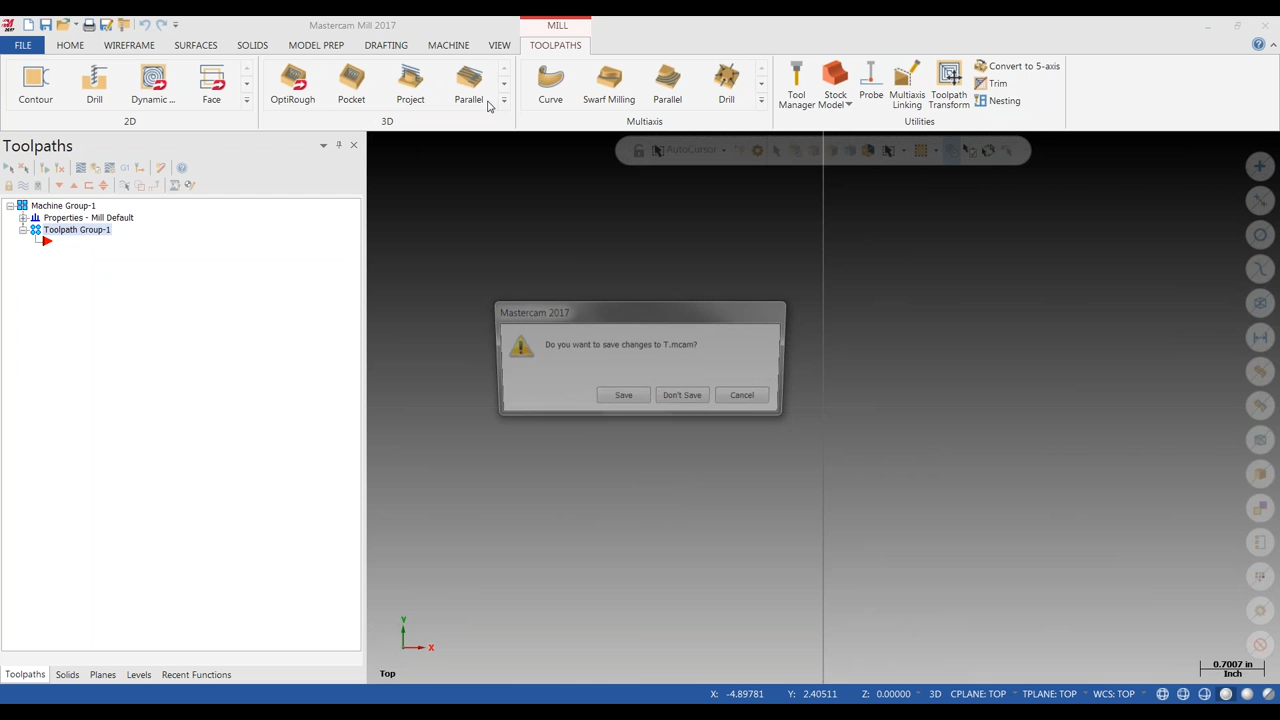 Mastercam Mill 2017
MILL
FILE HOME WIREFRAME SURFACES SOLIDS MODEL PREP DRAFTING MACHINE VIEW TOOLPATHS
Contour Drill Dynamic ... Face
2D
OptiRough Pocket Project Parallel
3D
Curve Swarf Milling Parallel Drill
Multiaxis
Tool Manager Stock Model Probe Multiaxis Linking Toolpath Transform
Convert to 5-axis
Trim
Nesting
Utilities
Toolpaths
G1
AutoCursor
Machine Group-1
Properties - Mill Default
Toolpath Group-1
Mastercam 2017
Do you want to save changes to T.mcam?
Save Don't Save Cancel
Y
X
Top
0.7007 in
Inch
Toolpaths Solids Planes Levels Recent Functions
X: -4.89781 Y: 2.40511 Z: 0.00000 3D CPLANE: TOP TPLANE: TOP WCS: TOP